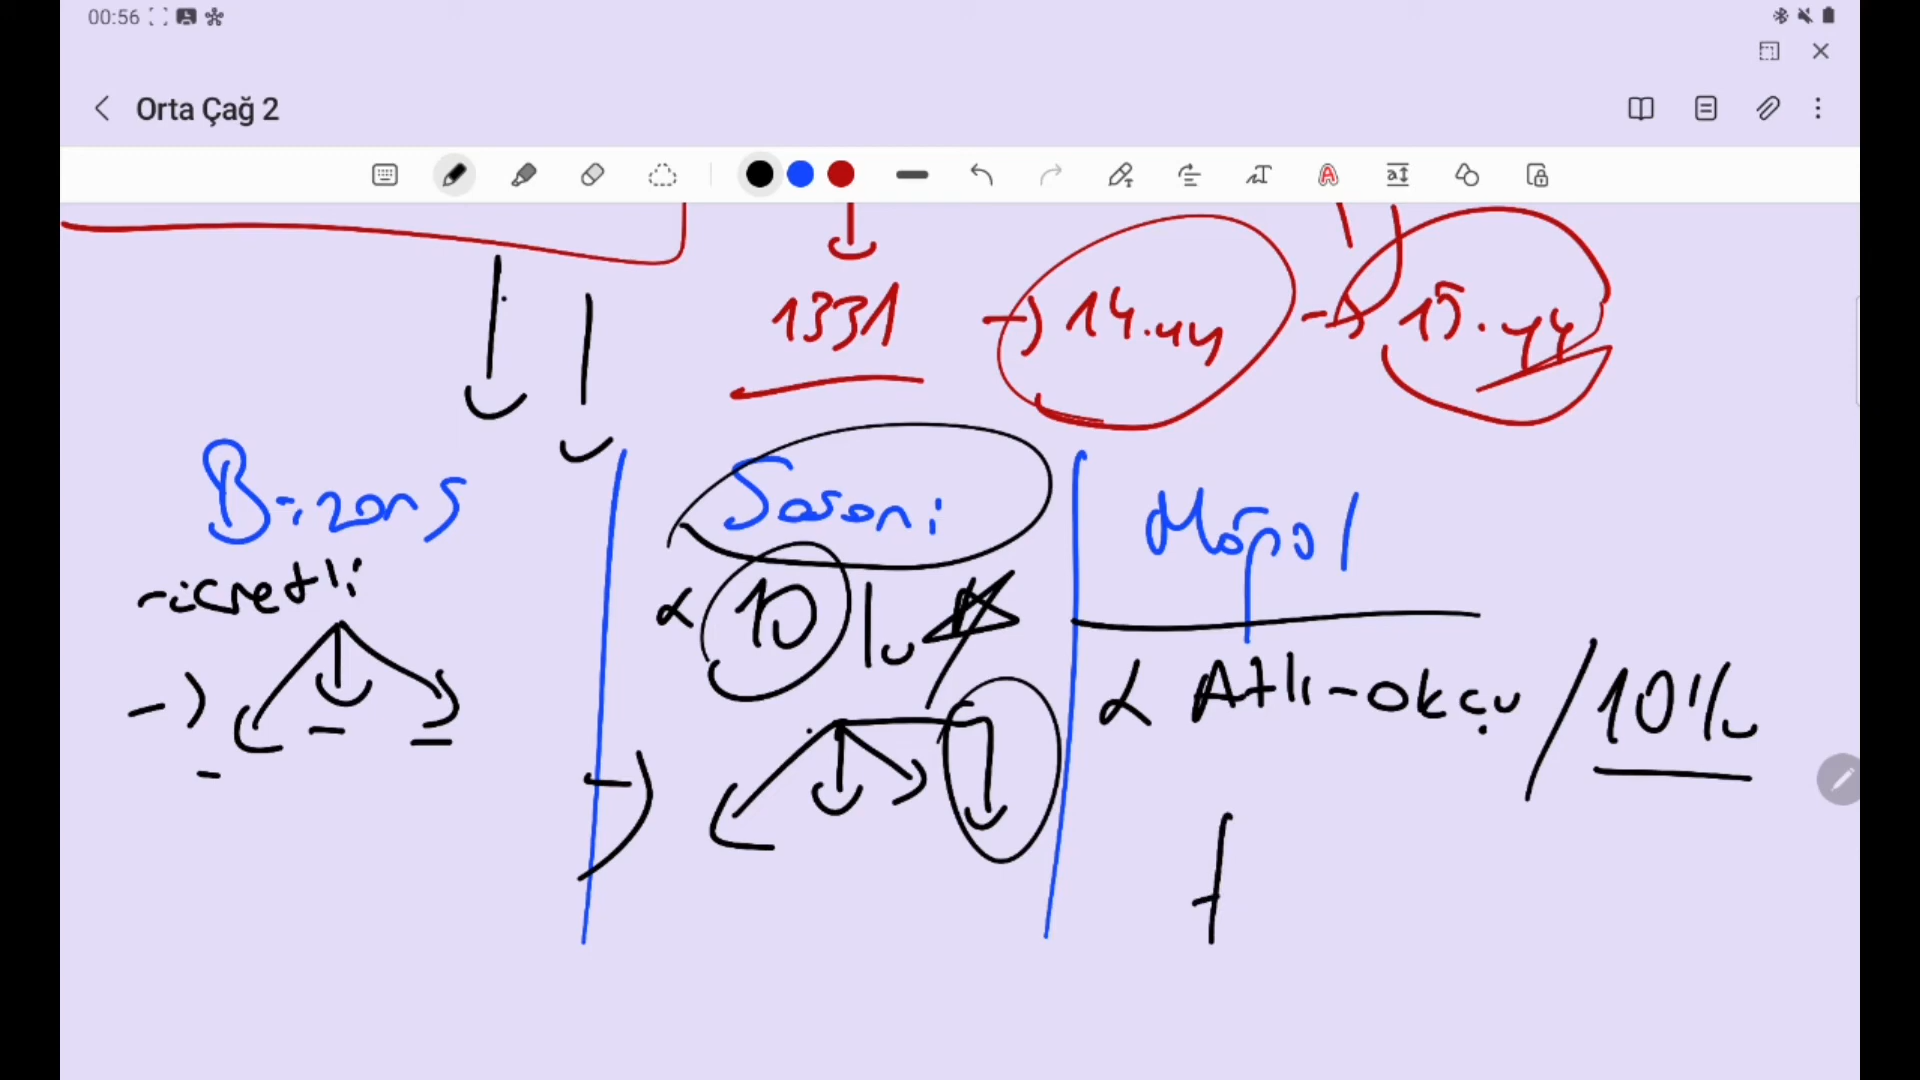 00:56
Orta Çağ 2
1331 → 14.yy → 15.yy
Bizans Sasani Moğol
-ücretli
10 lu
Atlı-okçu / 10'lu